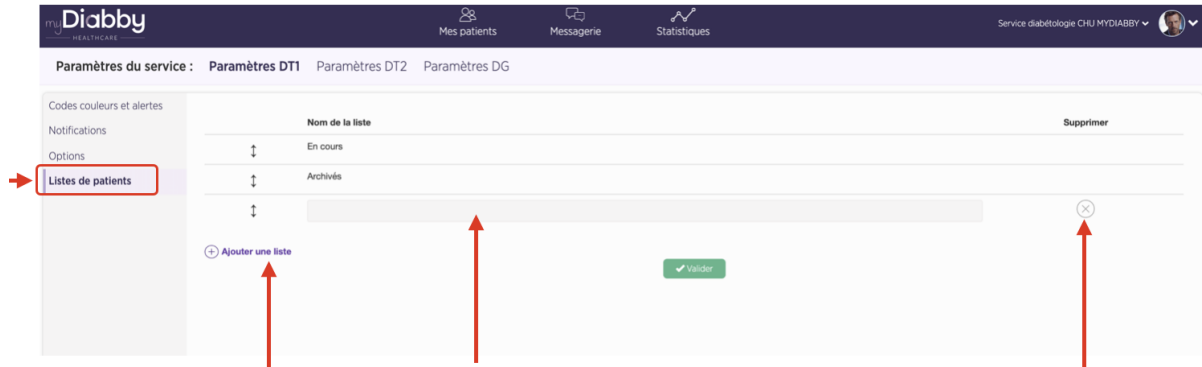 myDiabby
HEALTHCARE
Mes patients
Messagerie
Statistiques
Service diabétologie CHU MYDIABBY
Paramètres du service : Paramètres DT1 Paramètres DT2 Paramètres DG
Codes couleurs et alertes
Notifications
Options
Listes de patients
Nom de la liste Supprimer
En cours
Archivés
Ajouter une liste
Valider